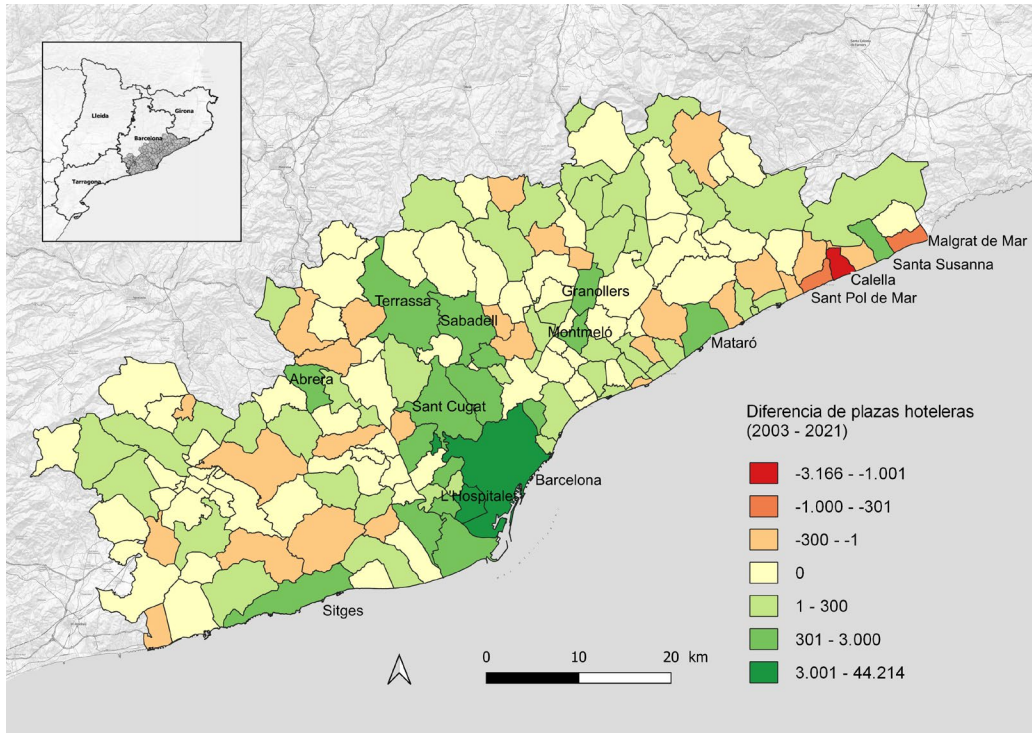 Lleida
Girona
Barcelona
Tarragona
Malgrat de Mar
Santa Susanna
Calella
Sant Pol de Mar
Granollers
Terrassa
Sabadell
Montmeló
Mataró
Abrera
Sant Cugat
Barcelona
L'Hospitalet
Sitges
Diferencia de plazas hoteleras
(2003 - 2021)
-3.166 - -1.001
-1.000 - -301
-300 - -1
0
1 - 300
301 - 3.000
3.001 - 44.214
0 10 20 km